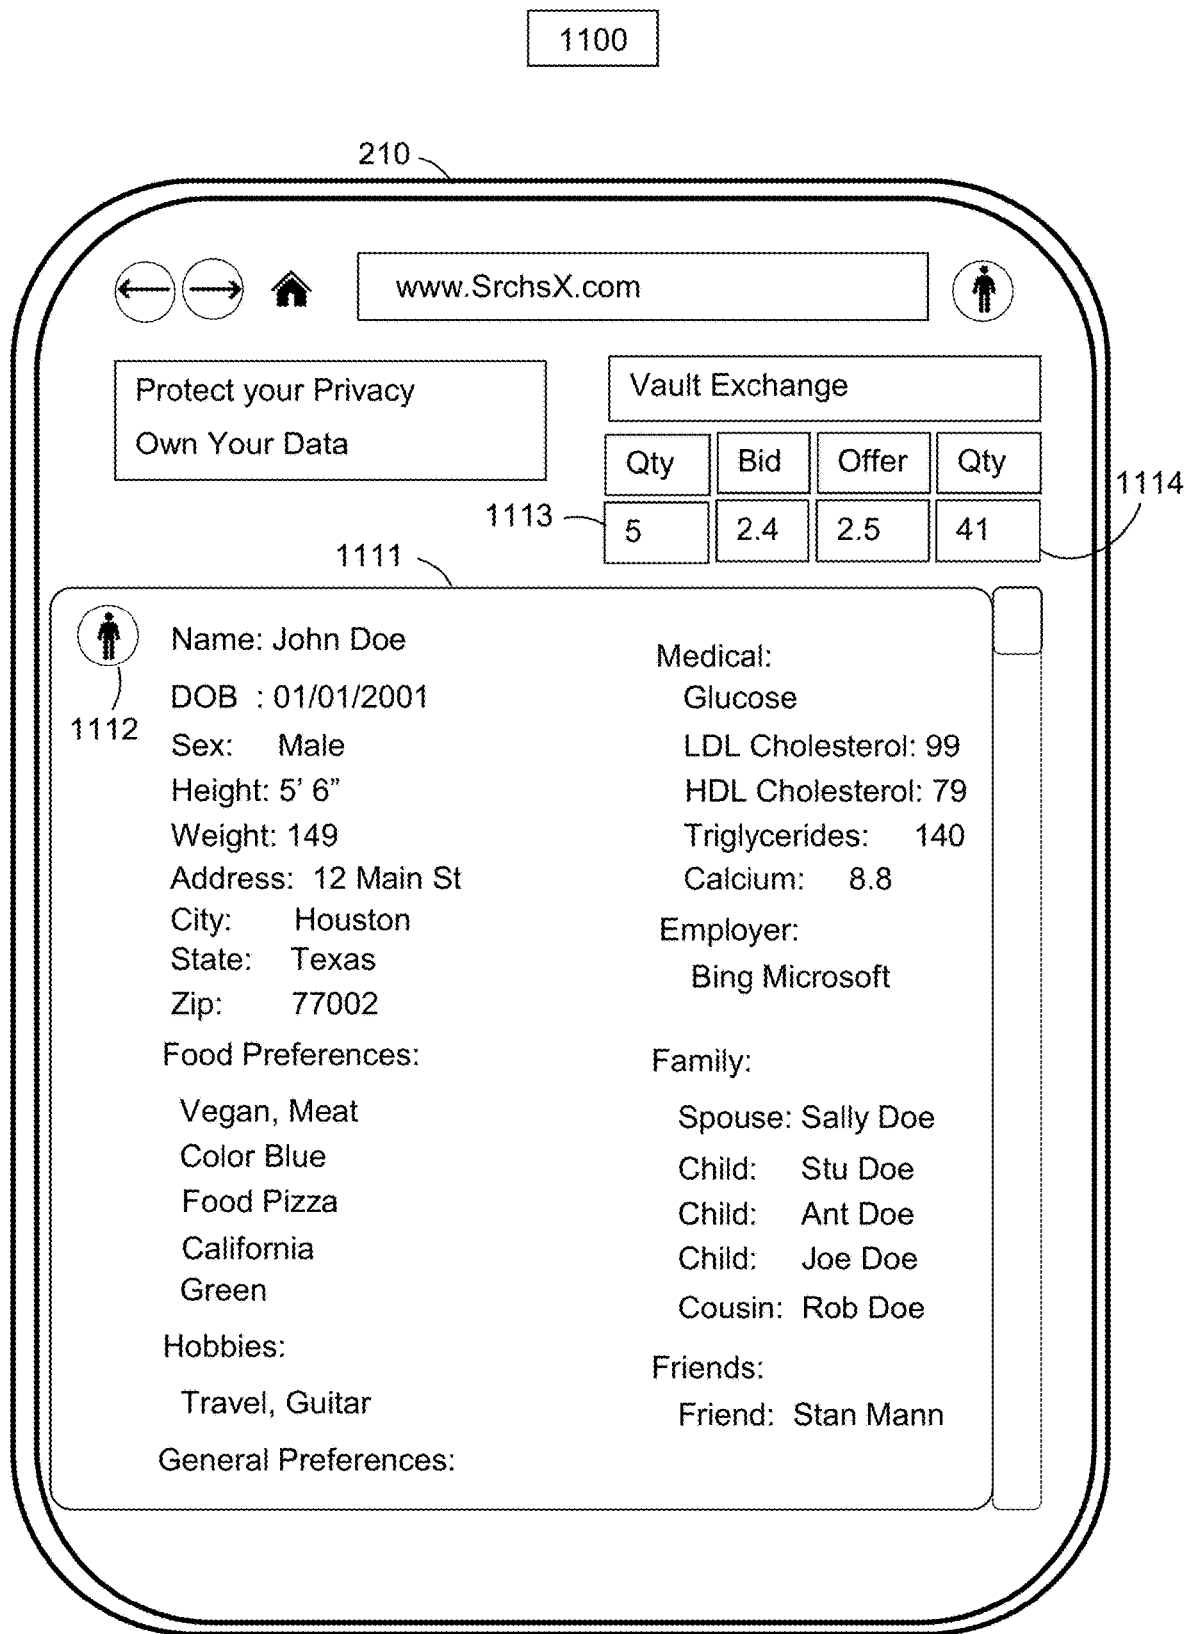 1100
210
www.SrchsX.com
Protect your Privacy
Own Your Data
Vault Exchange
Qty Bid Offer Qty
1114
1113
5 2.4 2.5 41
1111
Name: John Doe
DOB : 01/01/2001
1112
Sex: Male
Height: 5' 6”
Weight: 149
Address: 12 Main St
City: Houston
State: Texas
Zip: 77002
Food Preferences:
Vegan, Meat
Color Blue
Food Pizza
California
Green
Hobbies:
Travel, Guitar
General Preferences:
Medical:
Glucose
LDL Cholesterol: 99
HDL Cholesterol: 79
Triglycerides: 140
Calcium: 8.8
Employer:
Bing Microsoft
Family:
Spouse: Sally Doe
Child: Stu Doe
Child: Ant Doe
Child: Joe Doe
Cousin: Rob Doe
Friends:
Friend: Stan Mann